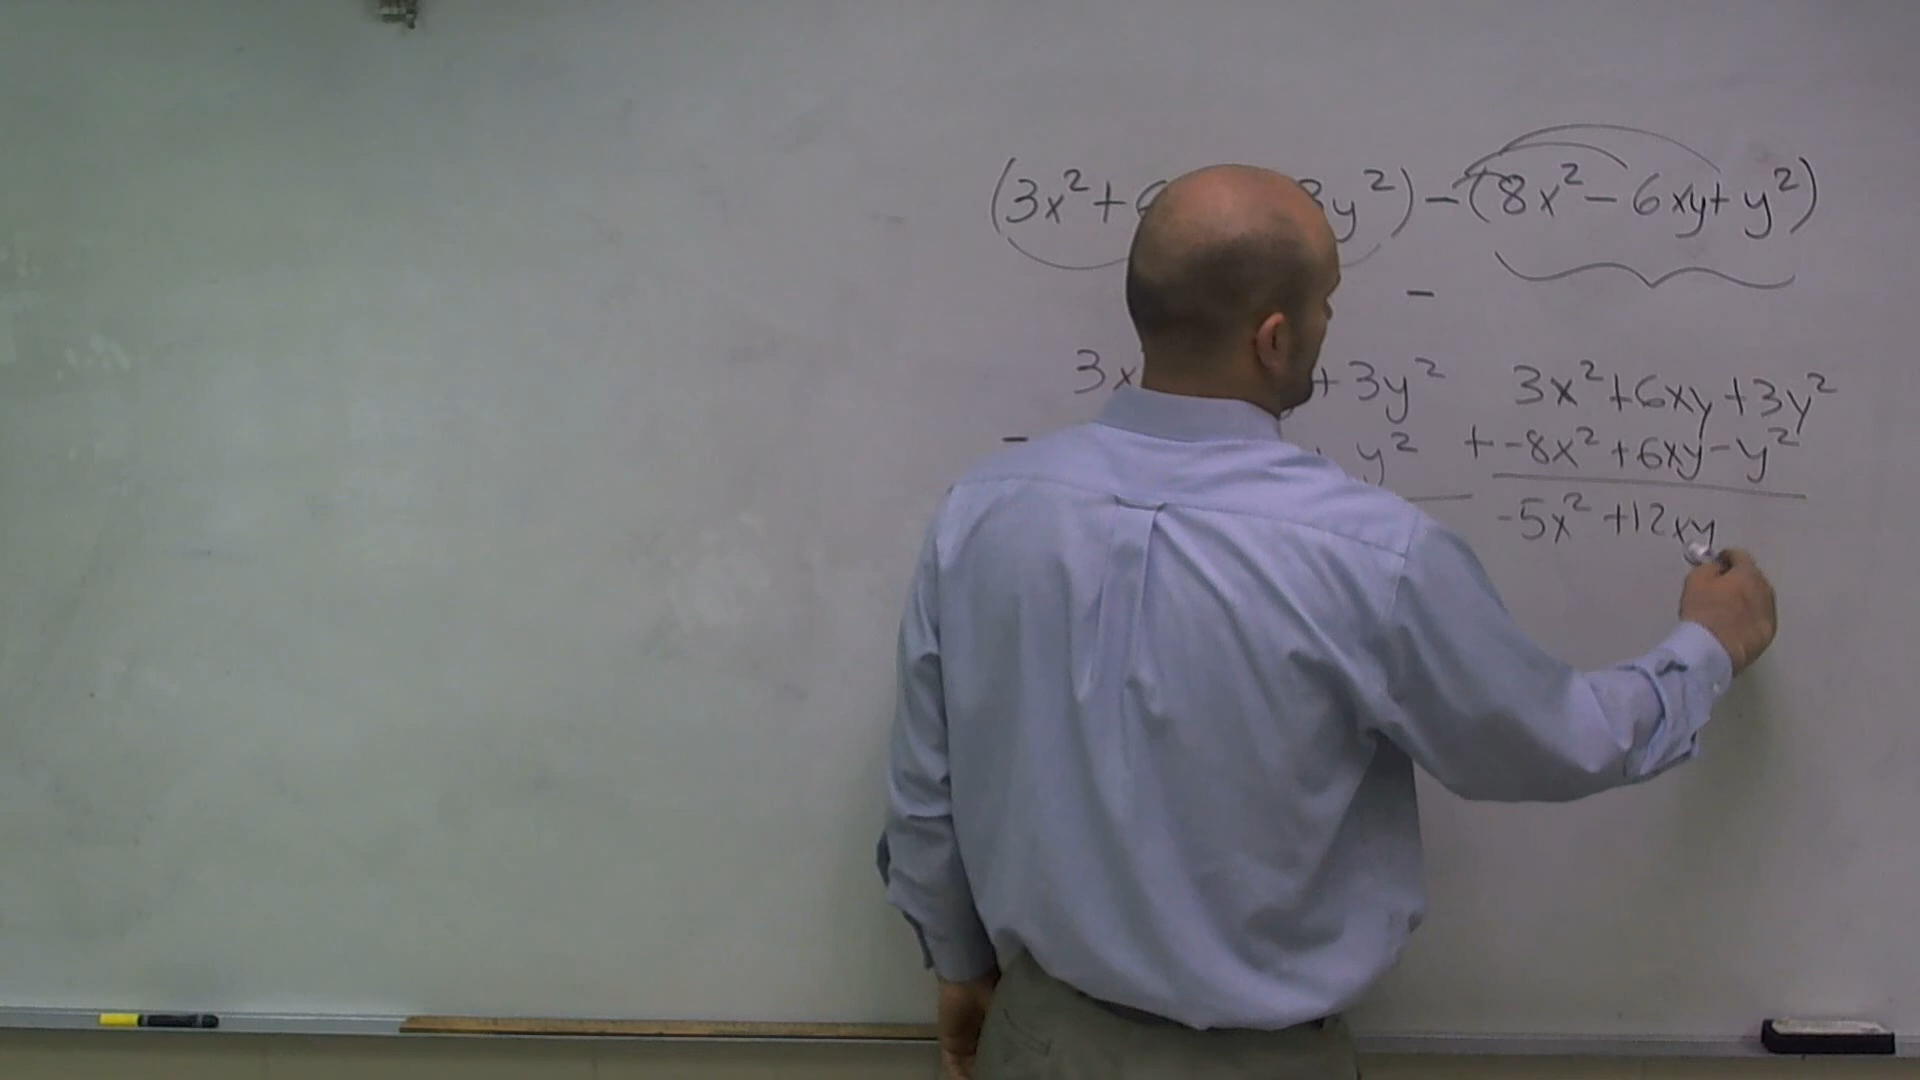 (3x²+6 3y²)-(8x²-6xy+y²)
-
3x +3y²
- + y²
3x²+6xy+3y²
+-8x²+6xy-y²
-5x²+12xy